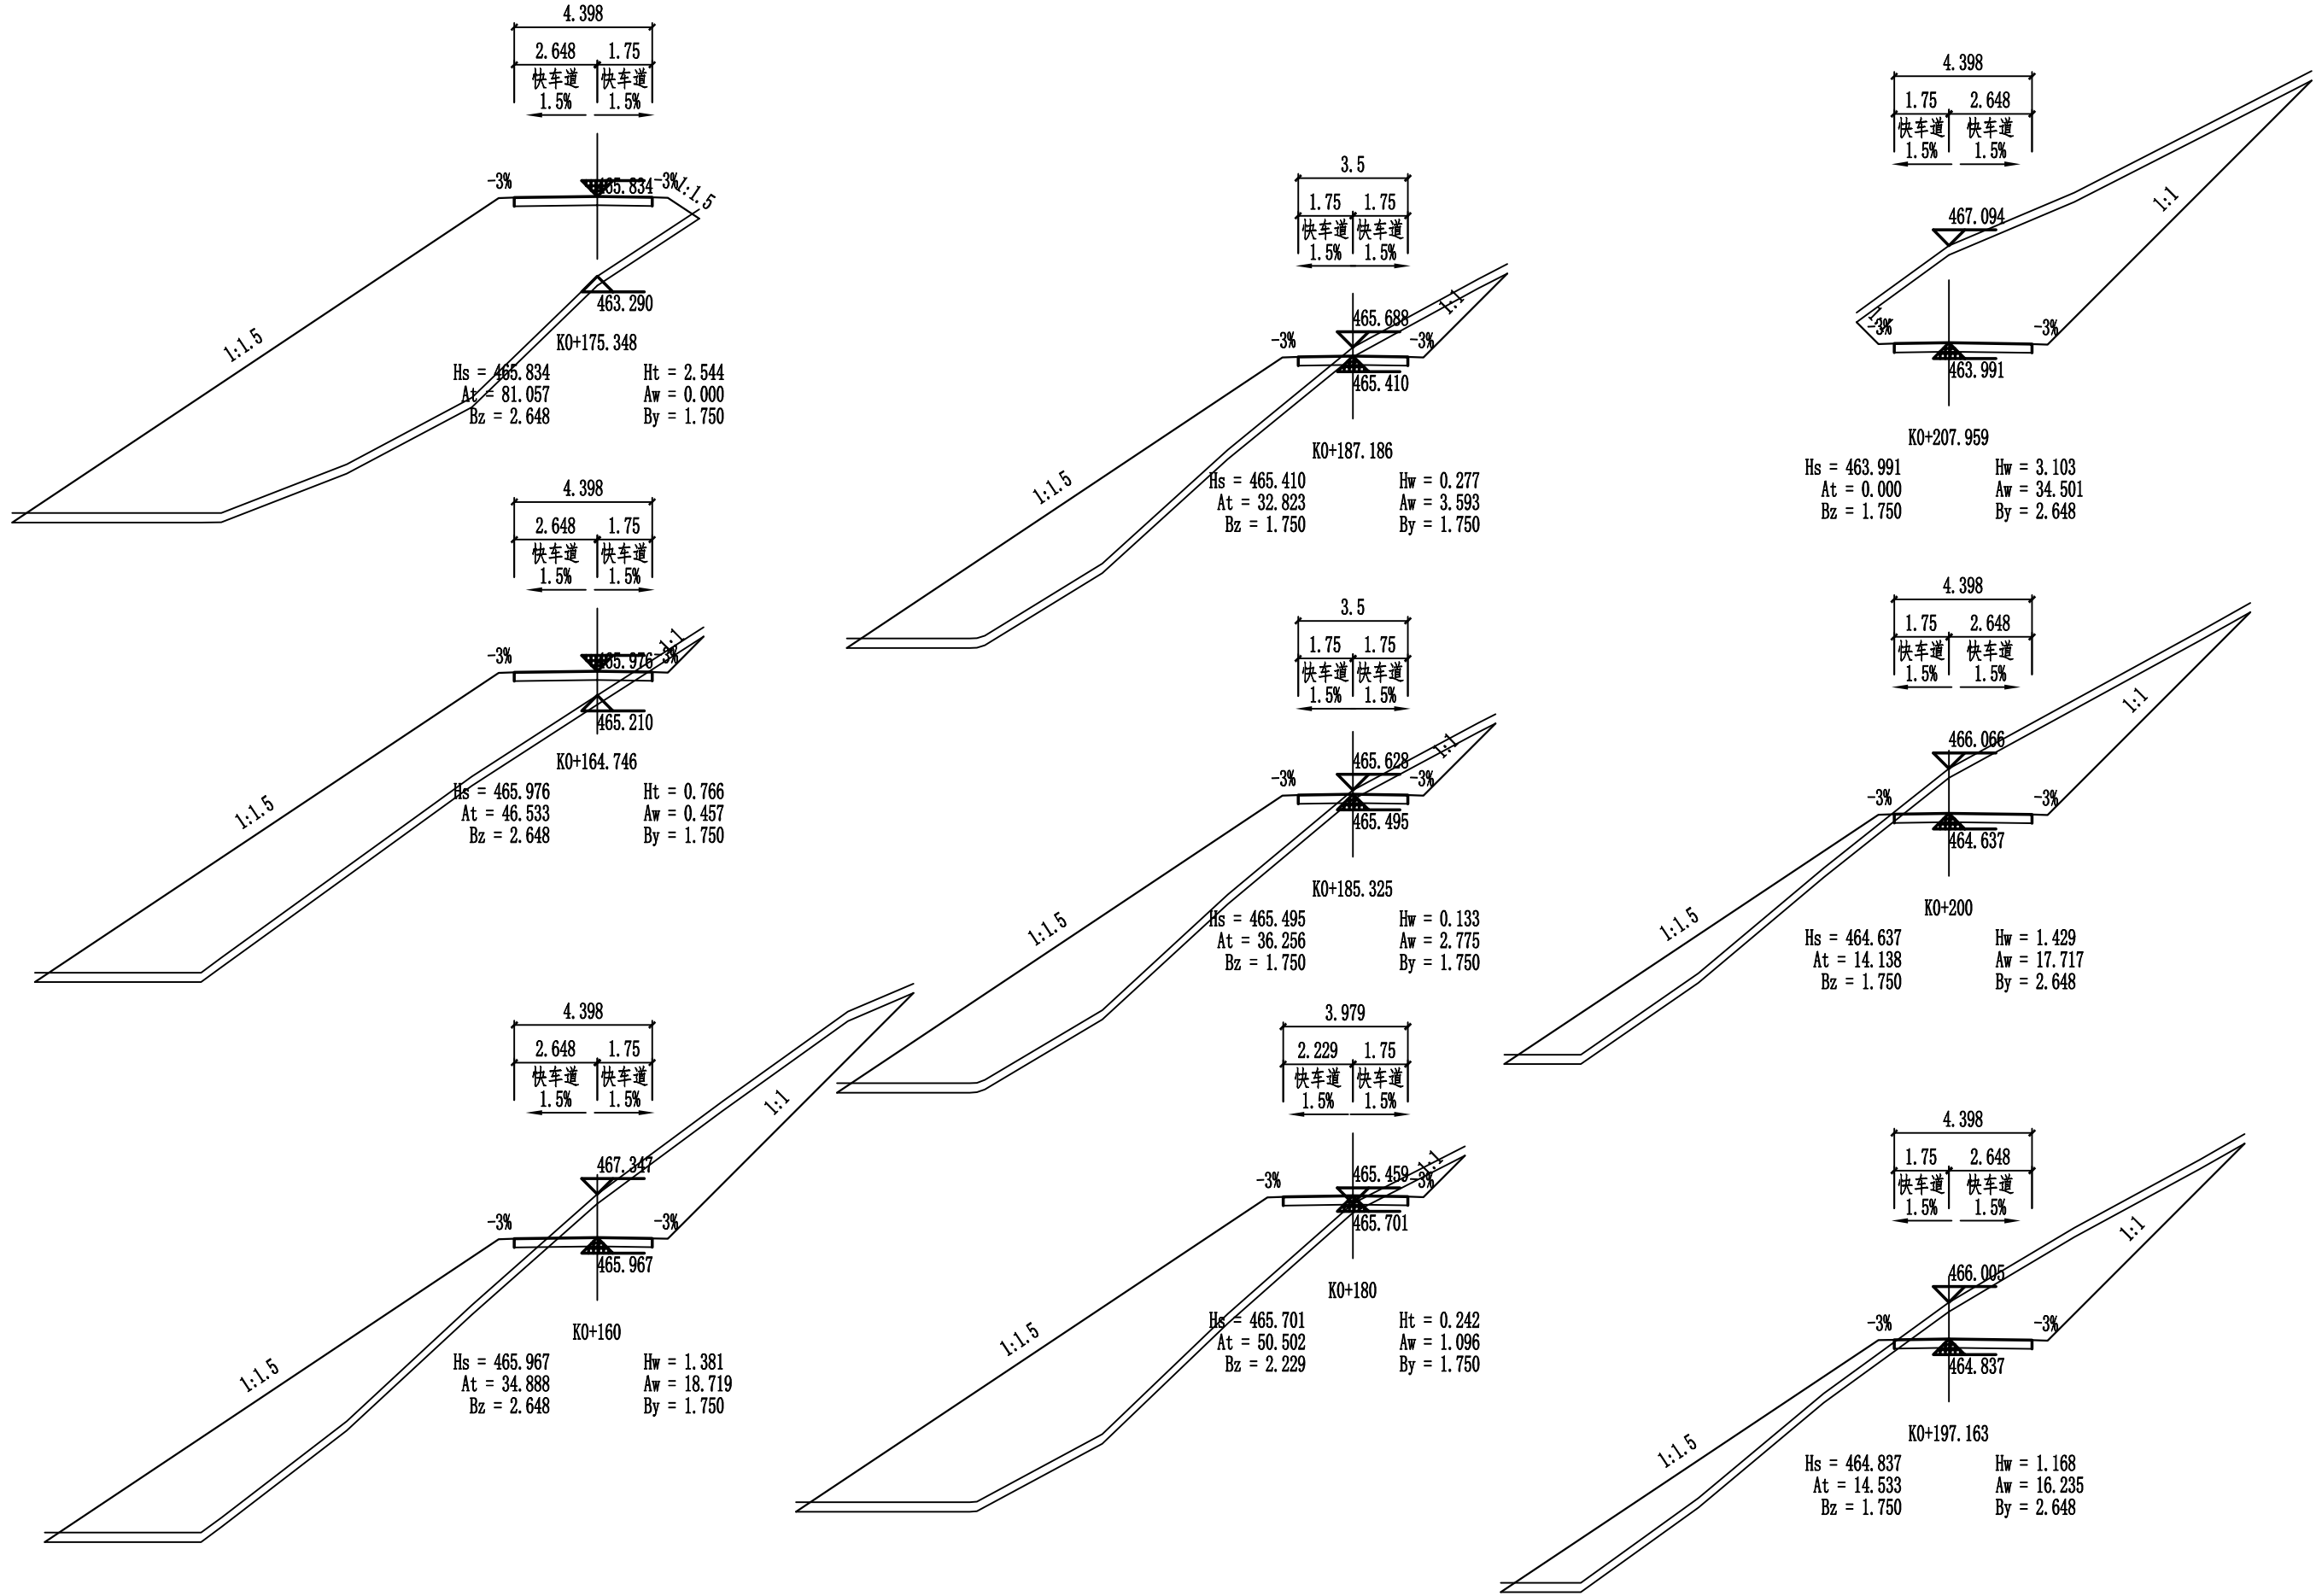 4.398
2.648 1.75
快车道 快车道
1.5% 1.5%
-3% 465.834 -3% 1:1.5
1:1.5
463.290
K0+175.348
Hs = 465.834 Ht = 2.544
At = 81.057 Aw = 0.000
Bz = 2.648 By = 1.750
4.398
2.648 1.75
快车道 快车道
1.5% 1.5%
1:1
-3% 465.976 -3%
465.210
1:1.5
K0+164.746
Hs = 465.976 Ht = 0.766
At = 46.533 Aw = 0.457
Bz = 2.648 By = 1.750
4.398
2.648 1.75
快车道 快车道
1.5% 1.5%
1:1
467.347
-3% -3%
465.967
1:1.5
K0+160
Hs = 465.967 Hw = 1.381
At = 34.888 Aw = 18.719
Bz = 2.648 By = 1.750
3.5
1.75 1.75
快车道 快车道
1.5% 1.5%
1:1
465.688
-3% -3%
465.410
1:1.5
K0+187.186
Hs = 465.410 Hw = 0.277
At = 32.823 Aw = 3.593
Bz = 1.750 By = 1.750
3.5
1.75 1.75
快车道 快车道
1.5% 1.5%
1:1
465.628
-3% -3%
465.495
1:1.5
K0+185.325
Hs = 465.495 Hw = 0.133
At = 36.256 Aw = 2.775
Bz = 1.750 By = 1.750
3.979
2.229 1.75
快车道 快车道
1.5% 1.5%
1:1
-3% 465.459 -3%
465.701
1:1.5
K0+180
Hs = 465.701 Ht = 0.242
At = 50.502 Aw = 1.096
Bz = 2.229 By = 1.750
4.398
1.75 2.648
快车道 快车道
1.5% 1.5%
1:1
467.094
-3% -3%
463.991
K0+207.959
Hs = 463.991 Hw = 3.103
At = 0.000 Aw = 34.501
Bz = 1.750 By = 2.648
4.398
1.75 2.648
快车道 快车道
1.5% 1.5%
1:1
466.066
-3% -3%
464.637
1:1.5
K0+200
Hs = 464.637 Hw = 1.429
At = 14.138 Aw = 17.717
Bz = 1.750 By = 2.648
4.398
1.75 2.648
快车道 快车道
1.5% 1.5%
1:1
466.005
-3% -3%
464.837
1:1.5
K0+197.163
Hs = 464.837 Hw = 1.168
At = 14.533 Aw = 16.235
Bz = 1.750 By = 2.648